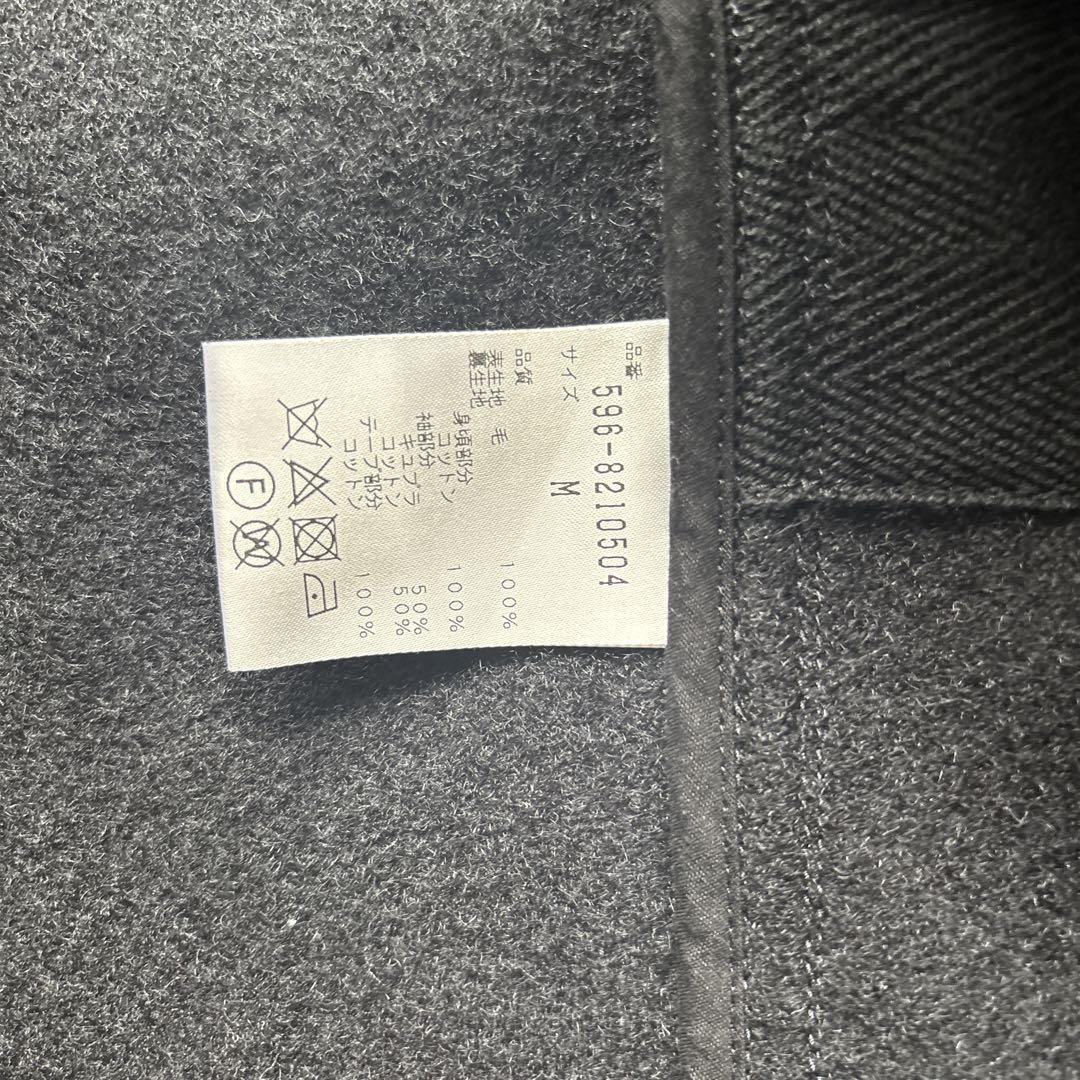 品番
596-8210504
サイズ
M
品質
表生地 毛 100%
裏生地 身頃部分
コットン 100%
袖部分
キュプラ 50%
コットン 50%
テープ部分
コットン 100%
F
W